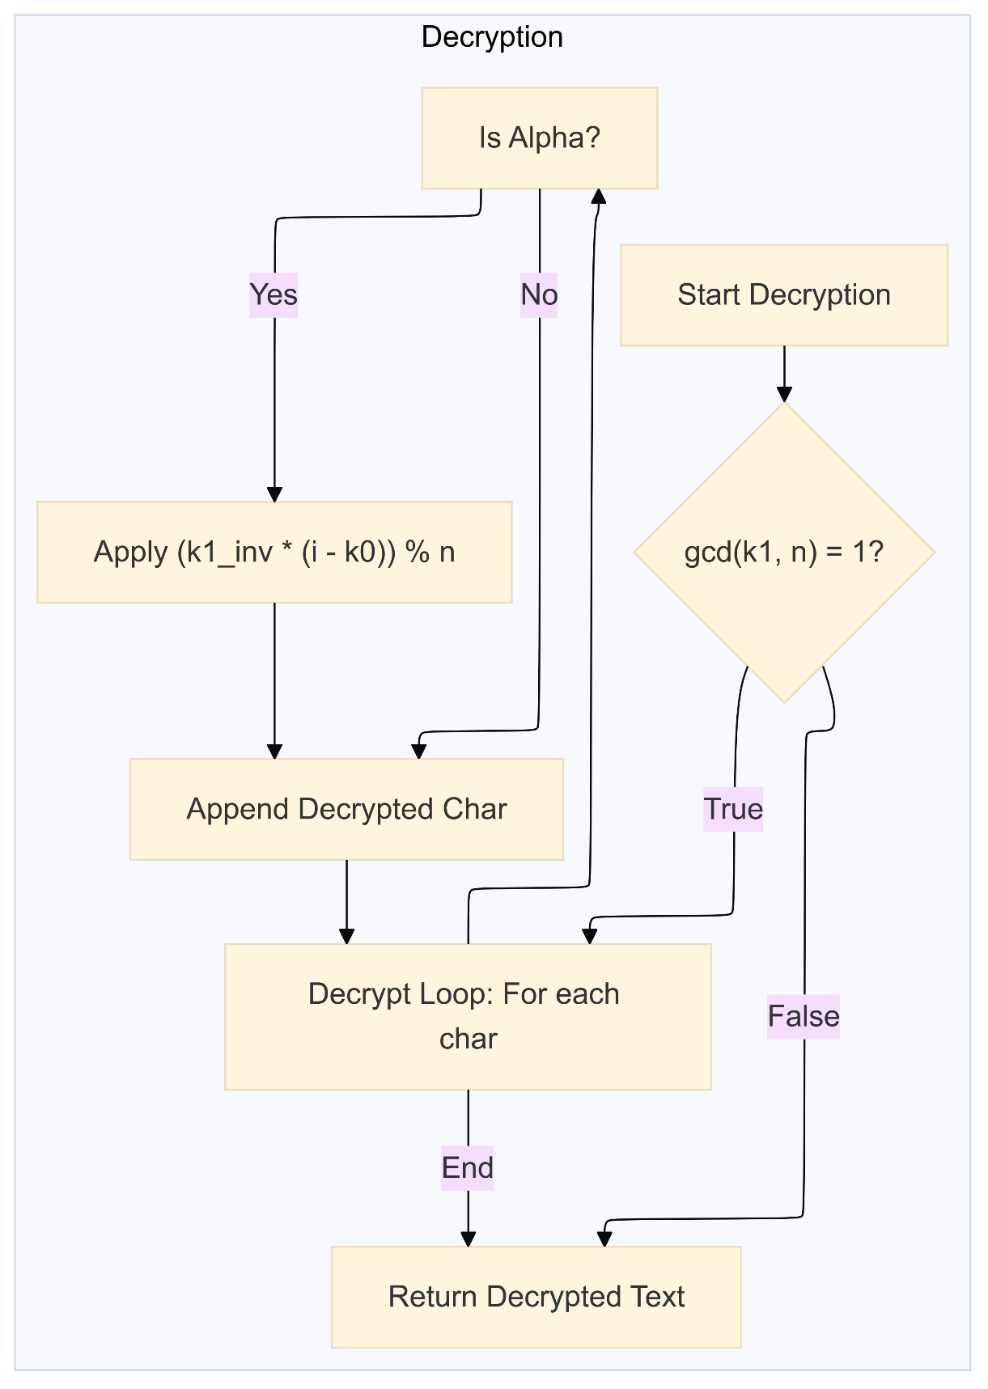 Decryption
Is Alpha?
Start Decryption
Yes
No
Apply (k1_inv * (i - k0)) % n
gcd(k1, n) = 1?
Append Decrypted Char
True
Decrypt Loop: For each
char
False
End
Return Decrypted Text